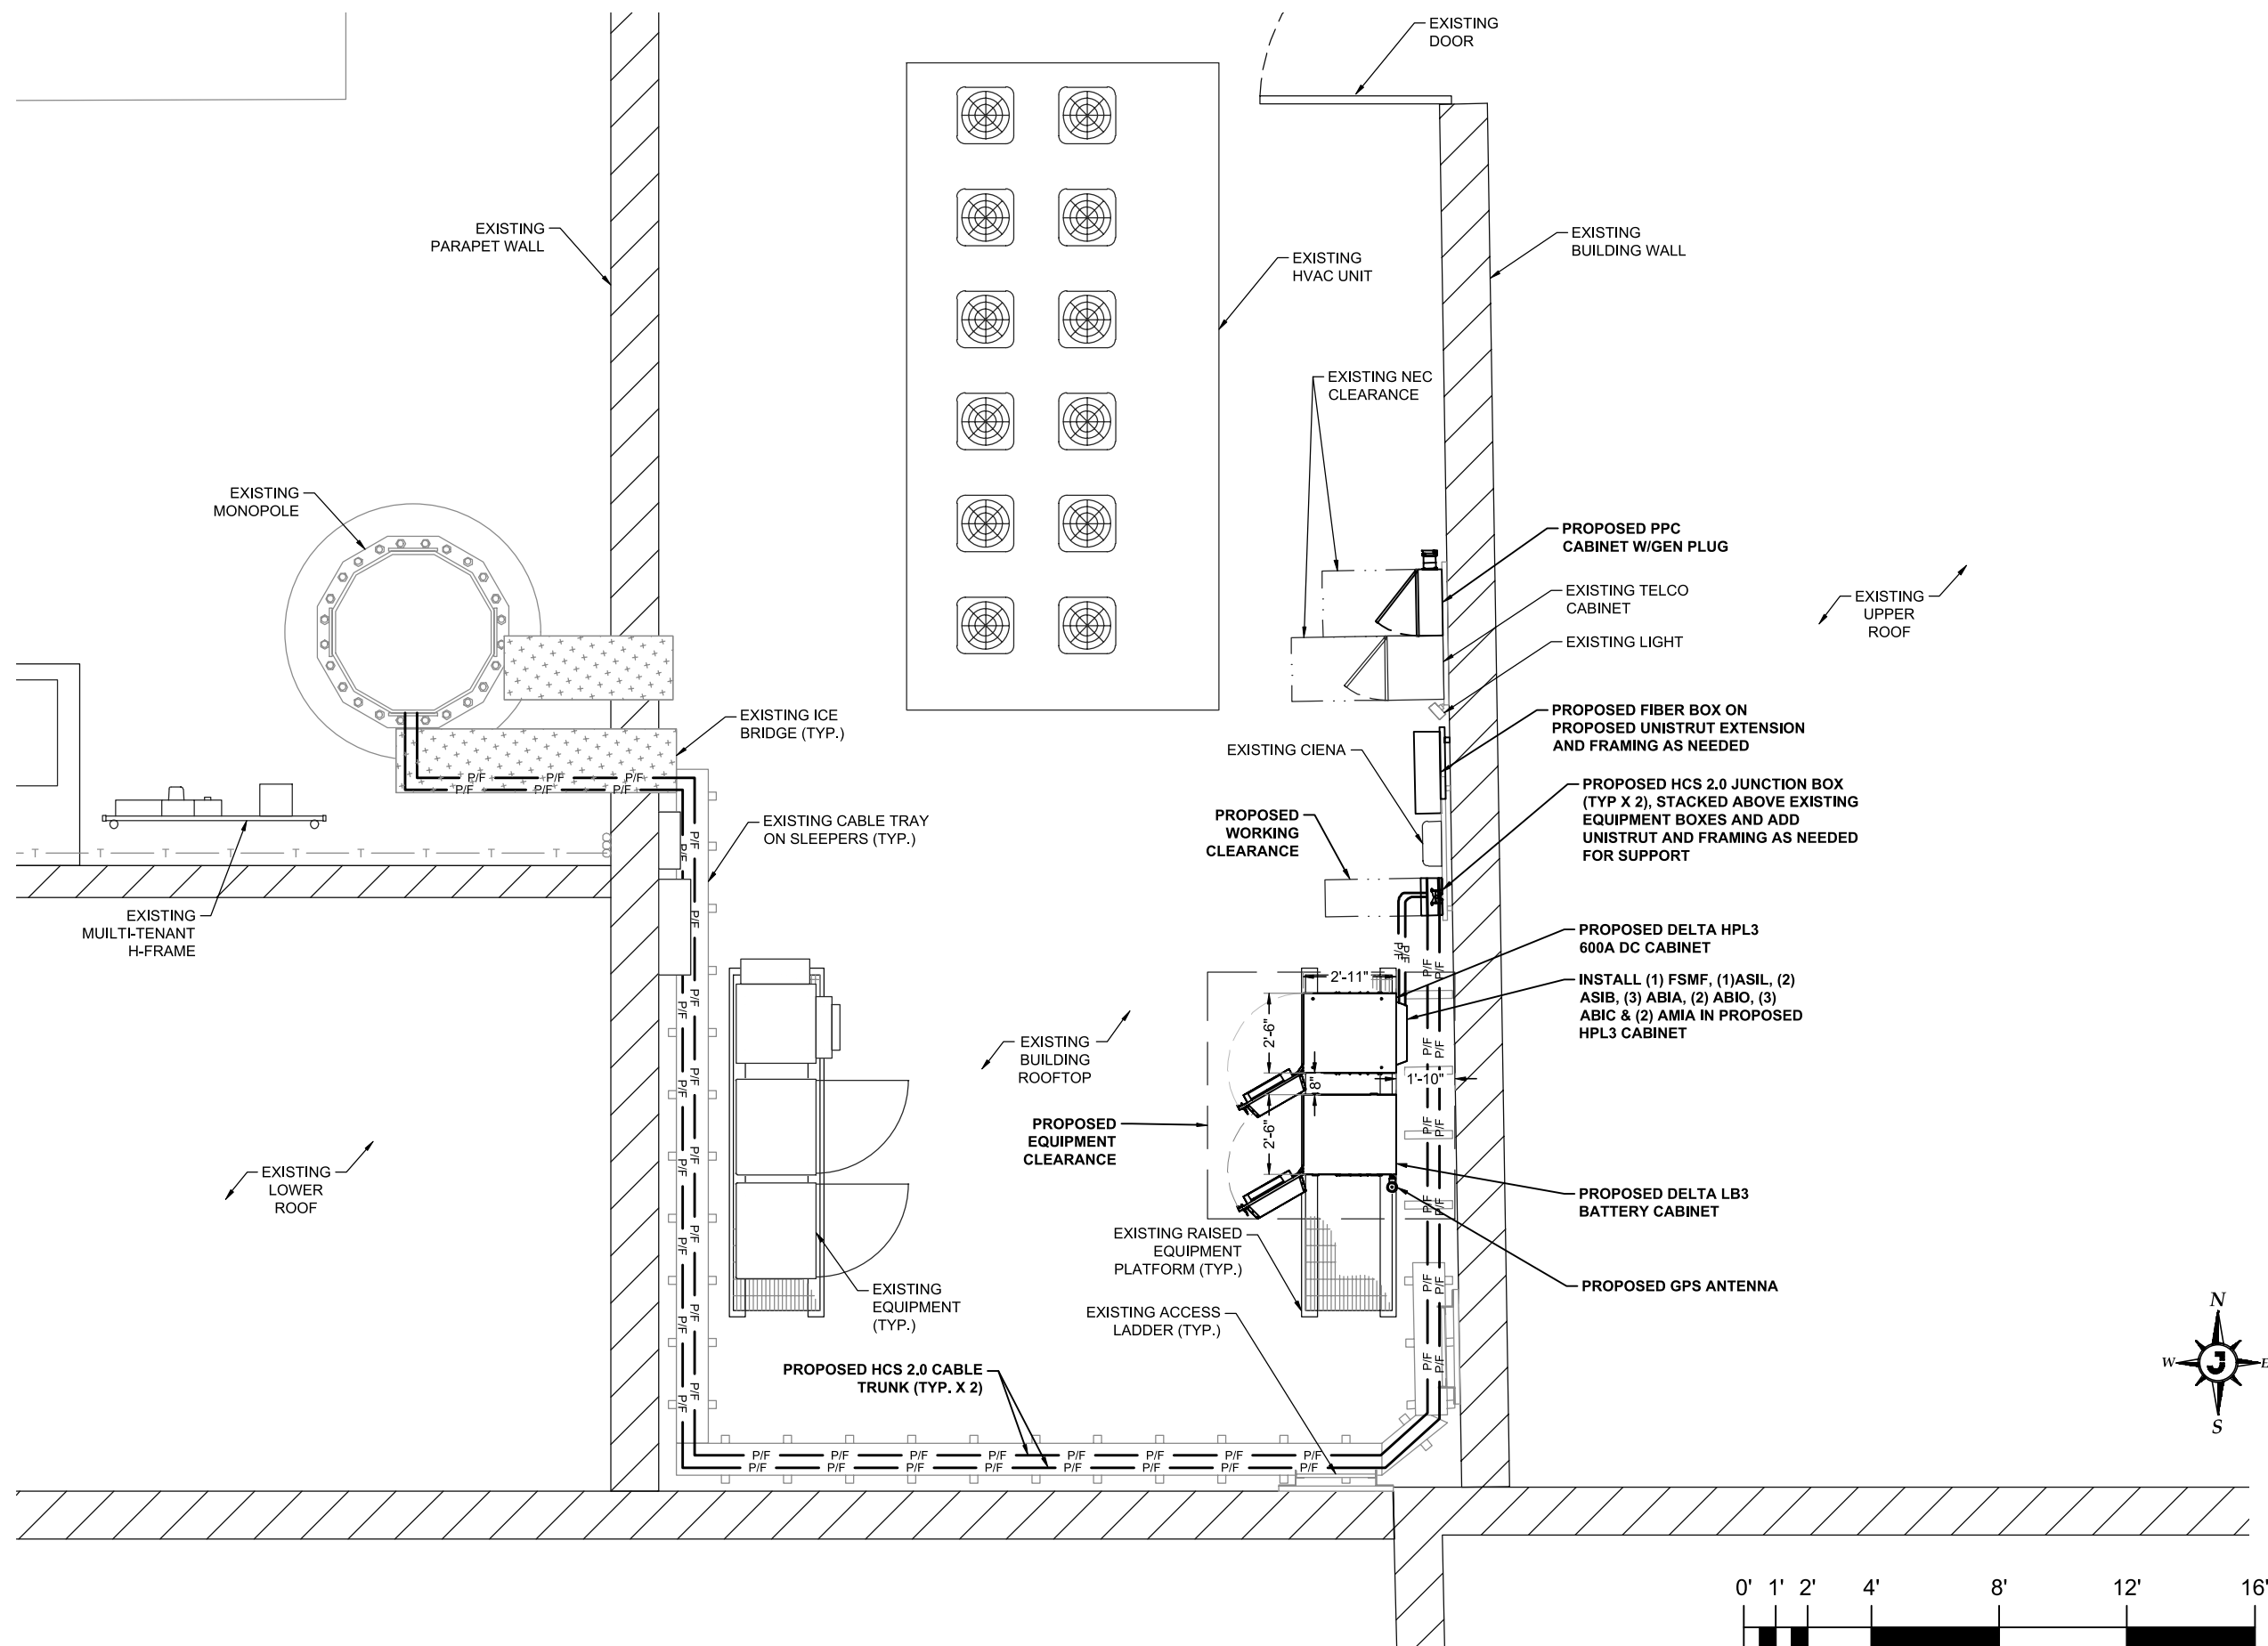 EXISTING
DOOR
EXISTING
PARAPET WALL
EXISTING
BUILDING WALL
EXISTING
HVAC UNIT
EXISTING NEC
CLEARANCE
EXISTING
MONOPOLE
PROPOSED PPC
CABINET W/GEN PLUG
EXISTING TELCO
CABINET
EXISTING
UPPER
ROOF
EXISTING LIGHT
EXISTING ICE
BRIDGE (TYP.)
PROPOSED FIBER BOX ON
PROPOSED UNISTRUT EXTENSION
AND FRAMING AS NEEDED
EXISTING CIENA
P/F P/F P/F
P/F P/F P/F
PROPOSED HCS 2.0 JUNCTION BOX
(TYP X 2), STACKED ABOVE EXISTING
EQUIPMENT BOXES AND ADD
UNISTRUT AND FRAMING AS NEEDED
FOR SUPPORT
EXISTING CABLE TRAY
ON SLEEPERS (TYP.)
PROPOSED
WORKING
CLEARANCE
T T T T T T T T T
EXISTING
MUILTI-TENANT
H-FRAME
PROPOSED DELTA HPL3
600A DC CABINET
INSTALL (1) FSMF, (1)ASIL, (2)
ASIB, (3) ABIA, (2) ABIO, (3)
ABIC & (2) AMIA IN PROPOSED
HPL3 CABINET
2'-11"
2'-6"
8"
1'-10"
2'-6"
EXISTING
BUILDING
ROOFTOP
PROPOSED
EQUIPMENT
CLEARANCE
EXISTING
LOWER
ROOF
PROPOSED DELTA LB3
BATTERY CABINET
EXISTING RAISED
EQUIPMENT
PLATFORM (TYP.)
PROPOSED GPS ANTENNA
EXISTING
EQUIPMENT
(TYP.)
EXISTING ACCESS
LADDER (TYP.)
PROPOSED HCS 2.0 CABLE
TRUNK (TYP. X 2)
P/F P/F P/F P/F P/F P/F P/F P/F
P/F P/F P/F P/F P/F P/F P/F P/F
N
W J E
S
0' 1' 2' 4' 8' 12' 16'